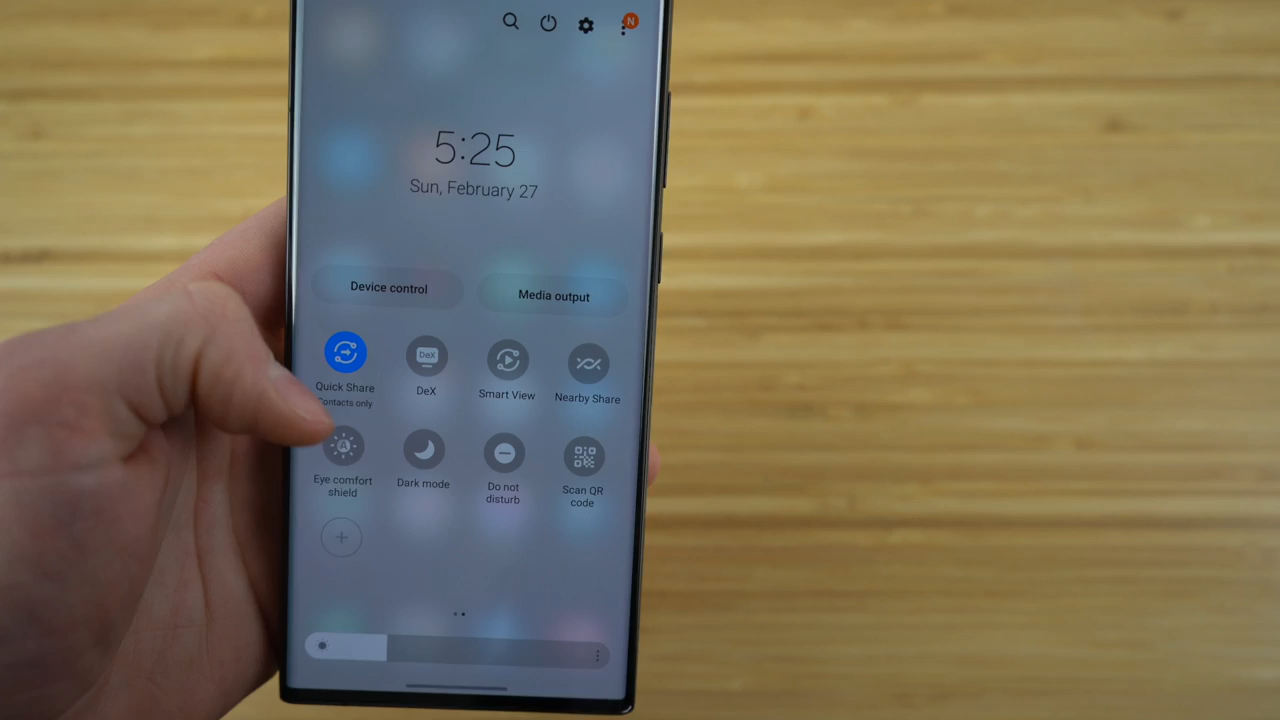 N
5:25
Sun, February 27
Device control
Media output
DeX
Quick Share
Contacts only
DeX
Smart View
Nearby Share
A
Eye comfort
shield
Dark mode
Do not
disturb
Scan QR
code